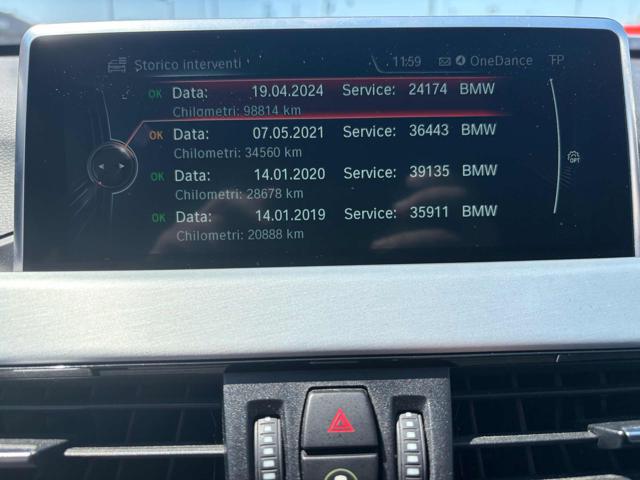 Storico interventi 11:59 OneDance TP
OK Data: 19.04.2024 Service: 24174 BMW
Chilometri: 98814 km
OK Data: 07.05.2021 Service: 36443 BMW
Chilometri: 34560 km
OK Data: 14.01.2020 Service: 39135 BMW
Chilometri: 28678 km
OK Data: 14.01.2019 Service: 35911 BMW
Chilometri: 20888 km
OPT